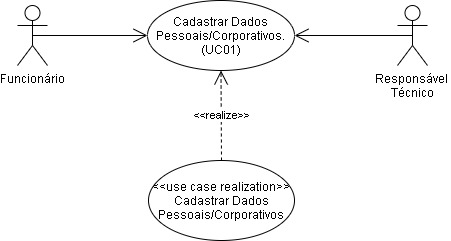 Cadastrar Dados
Pessoais/Corporativos.
(UC01)
Funcionário
Responsável
Técnico
<<realize>>
<<use case realization>>
Cadastrar Dados
Pessoais/Corporativos